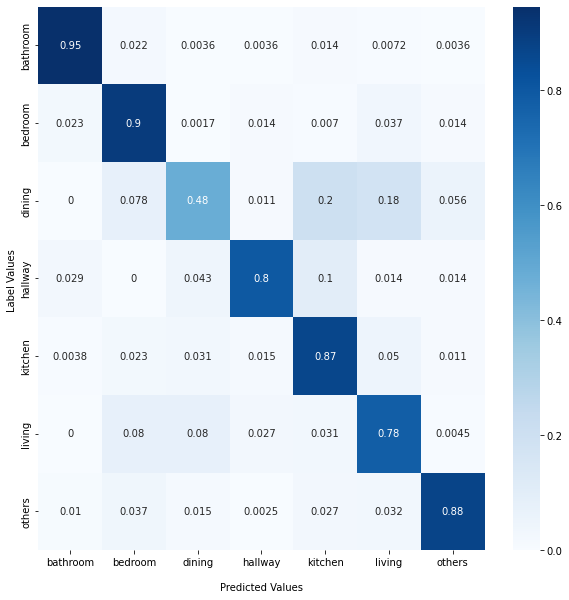 bathroom 0.95 0.022 0.0036 0.0036 0.014 0.0072 0.0036
bedroom 0.023 0.9 0.0017 0.014 0.007 0.037 0.014
dining 0 0.078 0.48 0.011 0.2 0.18 0.056
hallway 0.029 0 0.043 0.8 0.1 0.014 0.014
kitchen 0.0038 0.023 0.031 0.015 0.87 0.05 0.011
living 0 0.08 0.08 0.027 0.031 0.78 0.0045
others 0.01 0.037 0.015 0.0025 0.027 0.032 0.88
bathroom bedroom dining hallway kitchen living others
Predicted Values
Label Values
0.8
0.6
0.4
0.2
0.0